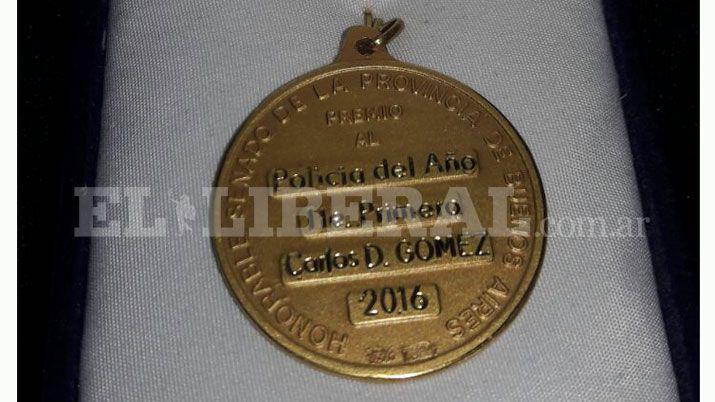 HONORABLE SENADO DE LA PROVINCIA DE BUENOS AIRES
PREMIO
AL
Policia del Año
Tte. Primero
Carlos D. GOMEZ
2016
EL LIBERAL.com.ar